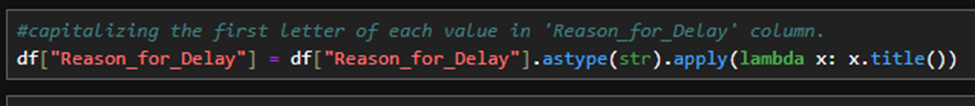 #capitalizing the first letter of each value in 'Reason_for_Delay' column.
df["Reason_for_Delay"] = df["Reason_for_Delay"].astype(str).apply(lambda x: x.title())